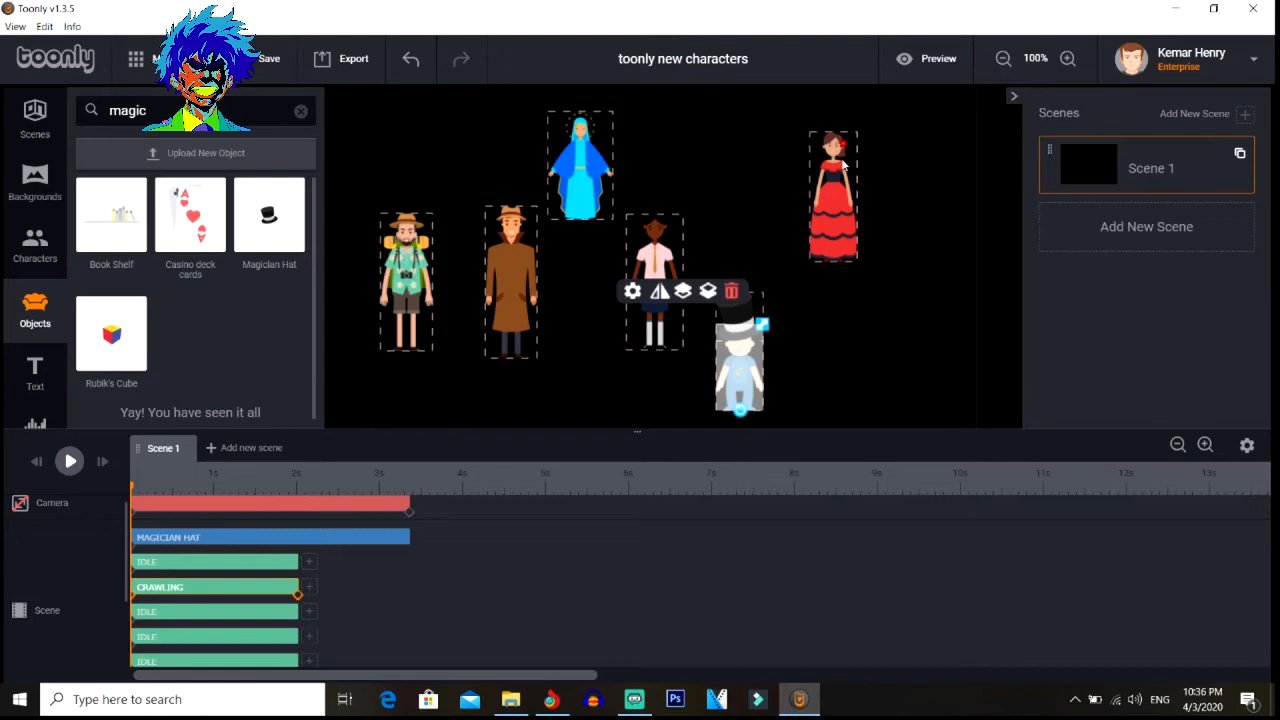 Toonly v1.3.5
View Edit Info
toonly
Save
Export
toonly new characters
Preview
100%
Kemar Henry
Enterprise
Scenes
Backgrounds
Characters
Objects
Text
magic
Upload New Object
Book Shelf
Casino deck cards
Magician Hat
Rubik's Cube
Yay! You have seen it all
Scenes
Add New Scene
Scene 1
Add New Scene
Scene 1
Add new scene
1s 2s 3s 4s 5s 6s 7s 8s 9s 10s 11s 12s 13s
Camera
MAGICIAN HAT
IDLE
CRAWLING
Scene
IDLE
IDLE
IDLE
Type here to search
Ps
ENG
10:36 PM
4/3/2020
1